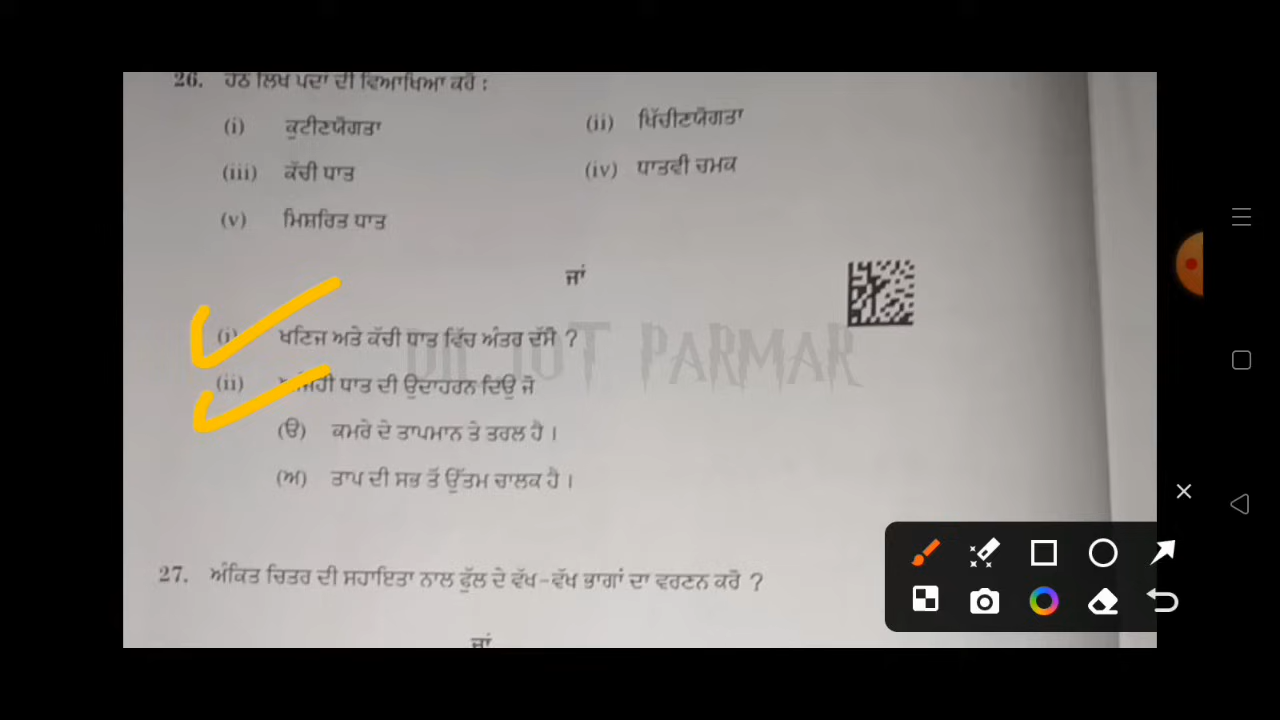 26. ਹੇਠ ਲਿਖੇ ਪਦਾਂ ਦੀ ਵਿਆਖਿਆ ਕਰੋ :
(i) ਕੁਟੀਣਯੋਗਤਾ (ii) ਖਿੱਚੀਣਯੋਗਤਾ
(iii) ਕੱਚੀ ਧਾਤ (iv) ਧਾਤਵੀ ਚਮਕ
(v) ਮਿਸ਼ਰਿਤ ਧਾਤ
ਜਾਂ
(i) ਖਣਿਜ ਅਤੇ ਕੱਚੀ ਧਾਤ ਵਿੱਚ ਅੰਤਰ ਦੱਸੋ ?
(ii) ਧਾਤ ਦੀ ਉਦਾਹਰਨ ਦਿਉ ਜੋ
(ੳ) ਕਮਰੇ ਦੇ ਤਾਪਮਾਨ ਤੇ ਤਰਲ ਹੈ ।
(ਅ) ਤਾਪ ਦੀ ਸਭ ਤੋਂ ਉੱਤਮ ਚਾਲਕ ਹੈ ।
PARMAR
27. ਅੰਕਿਤ ਚਿਤਰ ਦੀ ਸਹਾਇਤਾ ਨਾਲ ਫੁੱਲ ਦੇ ਵੱਖ-ਵੱਖ ਭਾਗਾਂ ਦਾ ਵਰਣਨ ਕਰੋ ?
ਜਾਂ